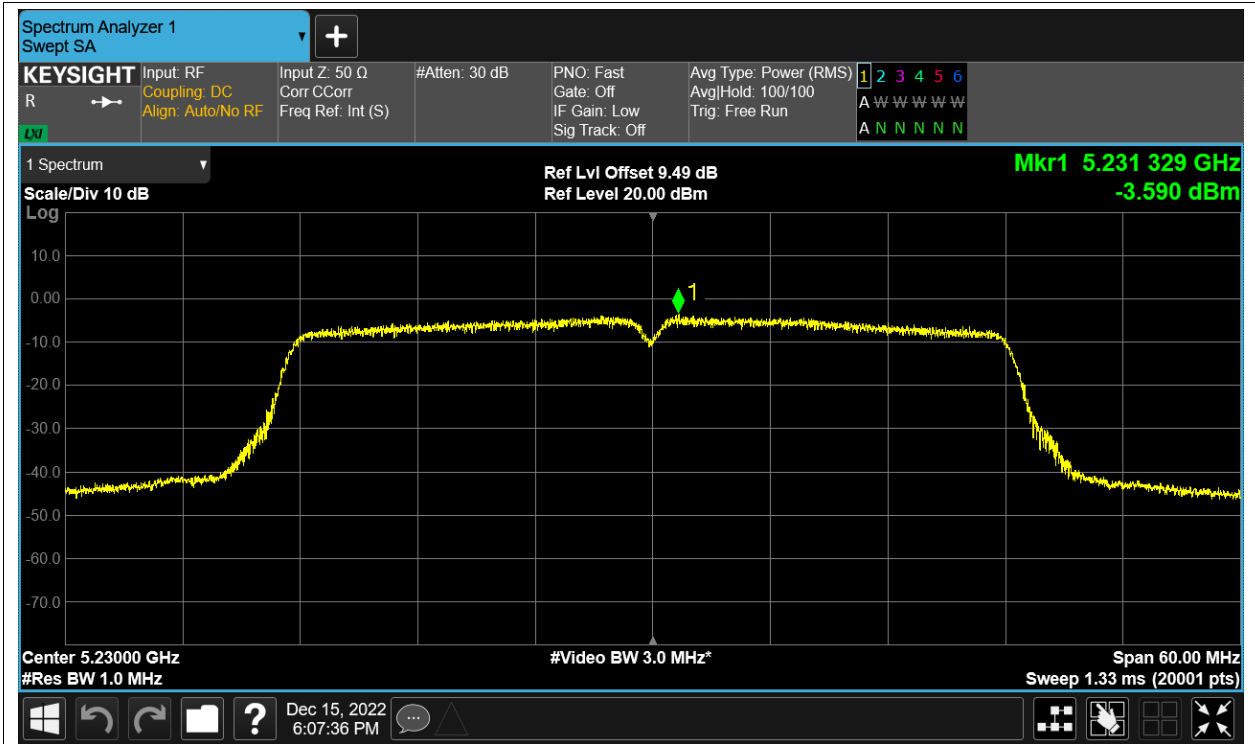 Spectrum Analyzer 1
Swept SA
KEYSIGHT
R
LXI
Input: RF
Coupling: DC
Align: Auto/No RF
Input Z: 50 Ω
Corr CCorr
Freq Ref: Int (S)
#Atten: 30 dB
PNO: Fast
Gate: Off
IF Gain: Low
Sig Track: Off
Avg Type: Power (RMS)
Avg|Hold: 100/100
Trig: Free Run
1 2 3 4 5 6
A W W W W W
A N N N N N
1 Spectrum
Scale/Div 10 dB
Log
Ref Lvl Offset 9.49 dB
Ref Level 20.00 dBm
Mkr1 5.231 329 GHz
-3.590 dBm
10.0
0.00
-10.0
-20.0
-30.0
-40.0
-50.0
-60.0
-70.0
1
Center 5.23000 GHz
#Res BW 1.0 MHz
#Video BW 3.0 MHz*
Span 60.00 MHz
Sweep 1.33 ms (20001 pts)
?
Dec 15, 2022
6:07:36 PM